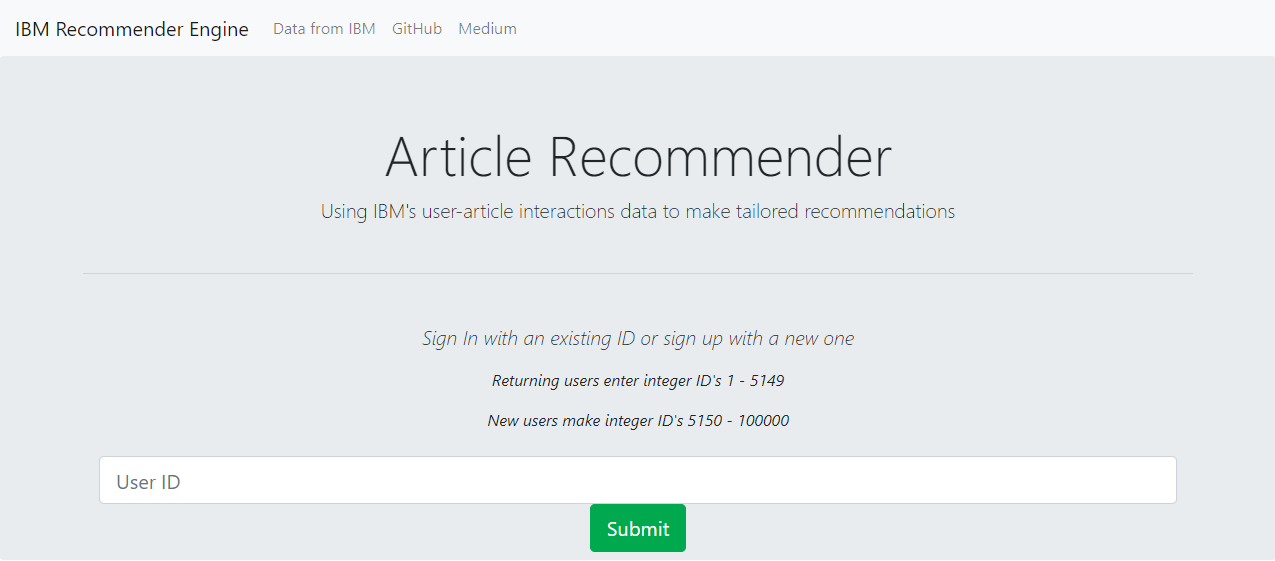 IBM Recommender Engine Data from IBM GitHub Medium
Article Recommender
Using IBM's user-article interactions data to make tailored recommendations
Sign In with an existing ID or sign up with a new one
Returning users enter integer ID's 1 - 5149
New users make integer ID's 5150 - 100000
User ID
Submit